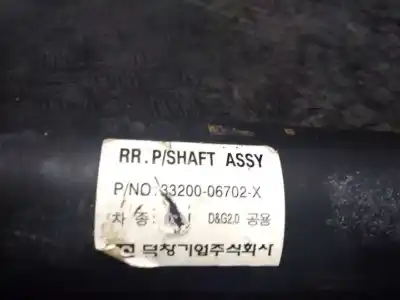 RR. P/SHAFT ASSY
P/NO. 33200-06702-X
차 종: D&G2.0 공용
덕창기업주식회사